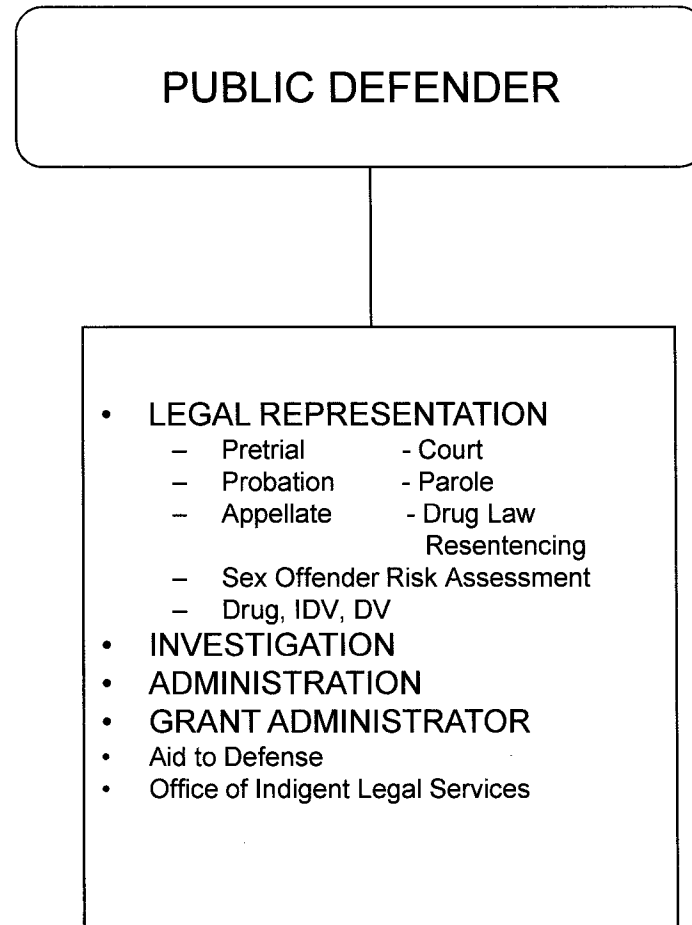 PUBLIC DEFENDER
• LEGAL REPRESENTATION
– Pretrial - Court
– Probation - Parole
– Appellate - Drug Law
Resentencing
– Sex Offender Risk Assessment
– Drug, IDV, DV
• INVESTIGATION
• ADMINISTRATION
• GRANT ADMINISTRATOR
• Aid to Defense
• Office of Indigent Legal Services